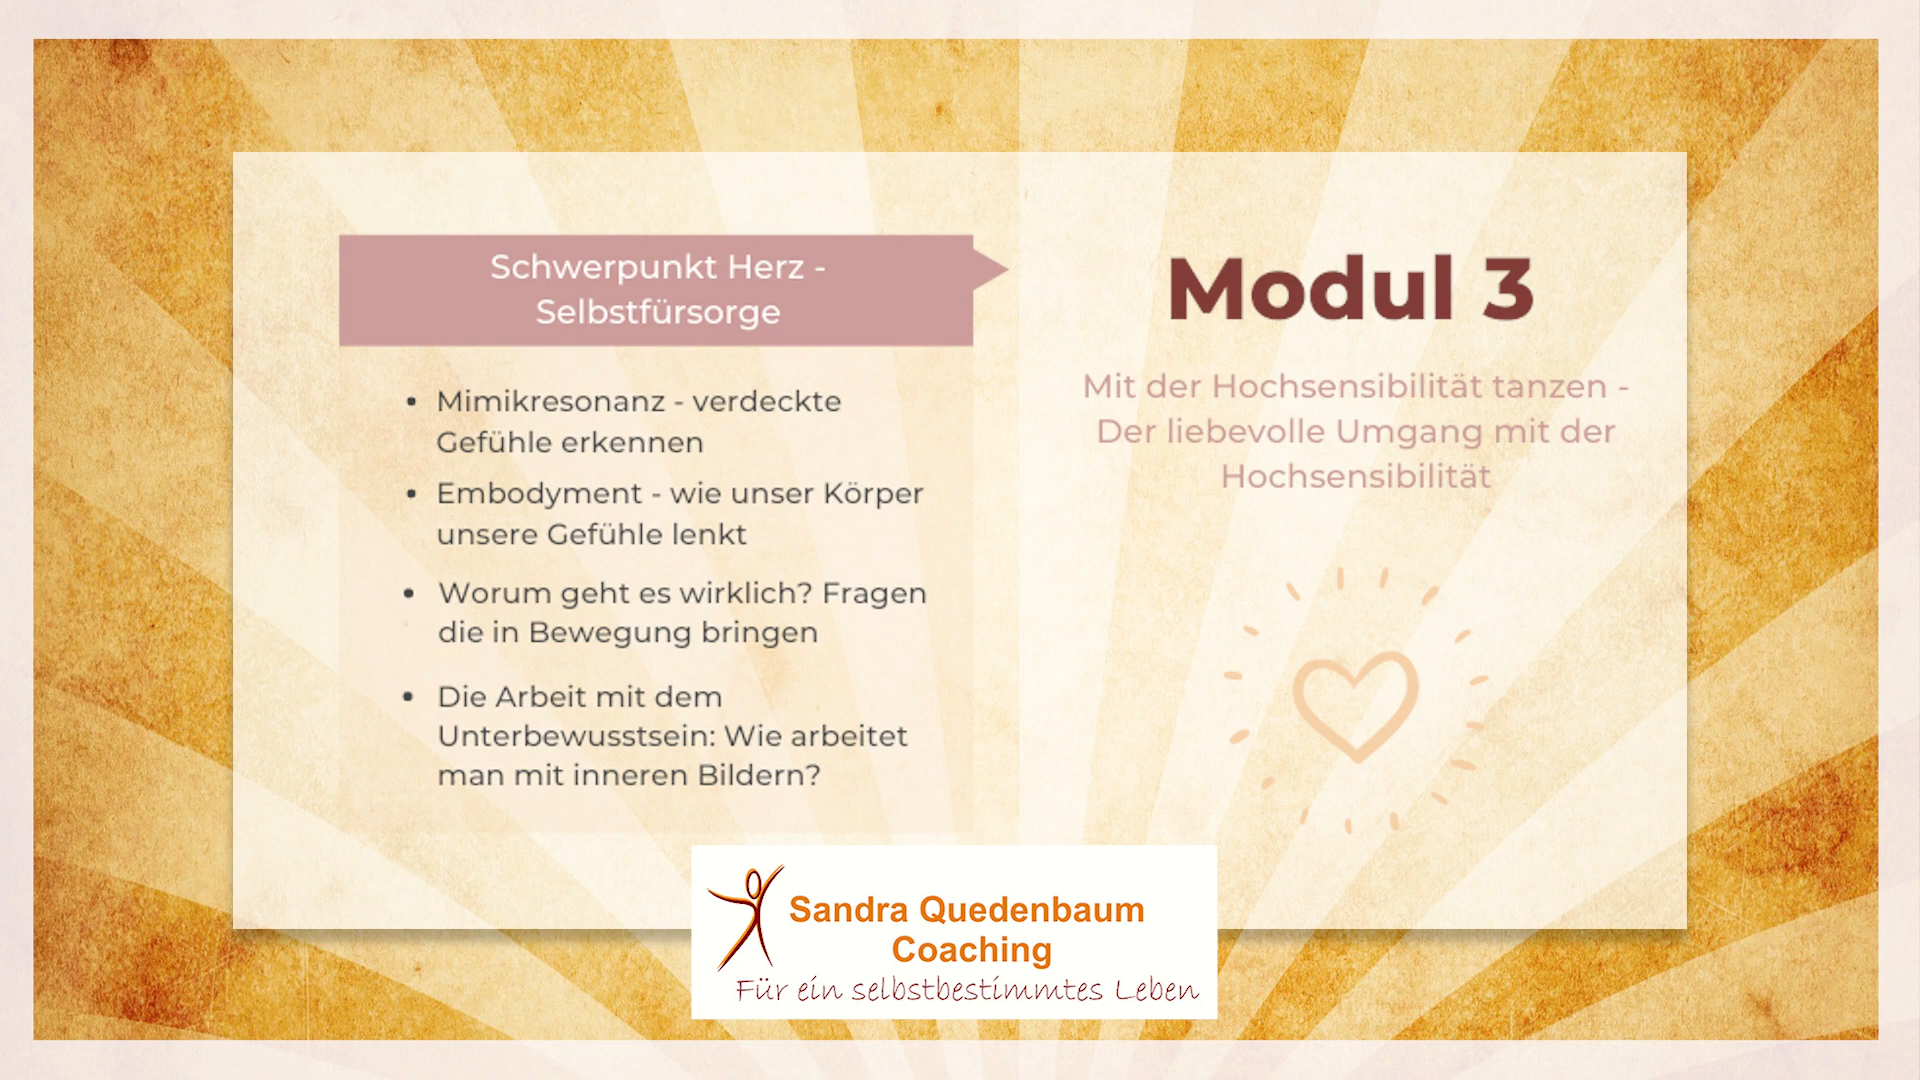 Schwerpunkt Herz -
Selbstfürsorge
• Mimikresonanz - verdeckte
Gefühle erkennen
• Embodyment - wie unser Körper
unsere Gefühle lenkt
• Worum geht es wirklich? Fragen
die in Bewegung bringen
• Die Arbeit mit dem
Unterbewusstsein: Wie arbeitet
man mit inneren Bildern?
Modul 3
Mit der Hochsensibilität tanzen -
Der liebevolle Umgang mit der
Hochsensibilität
Sandra Quedenbaum
Coaching
Für ein selbstbestimmtes Leben